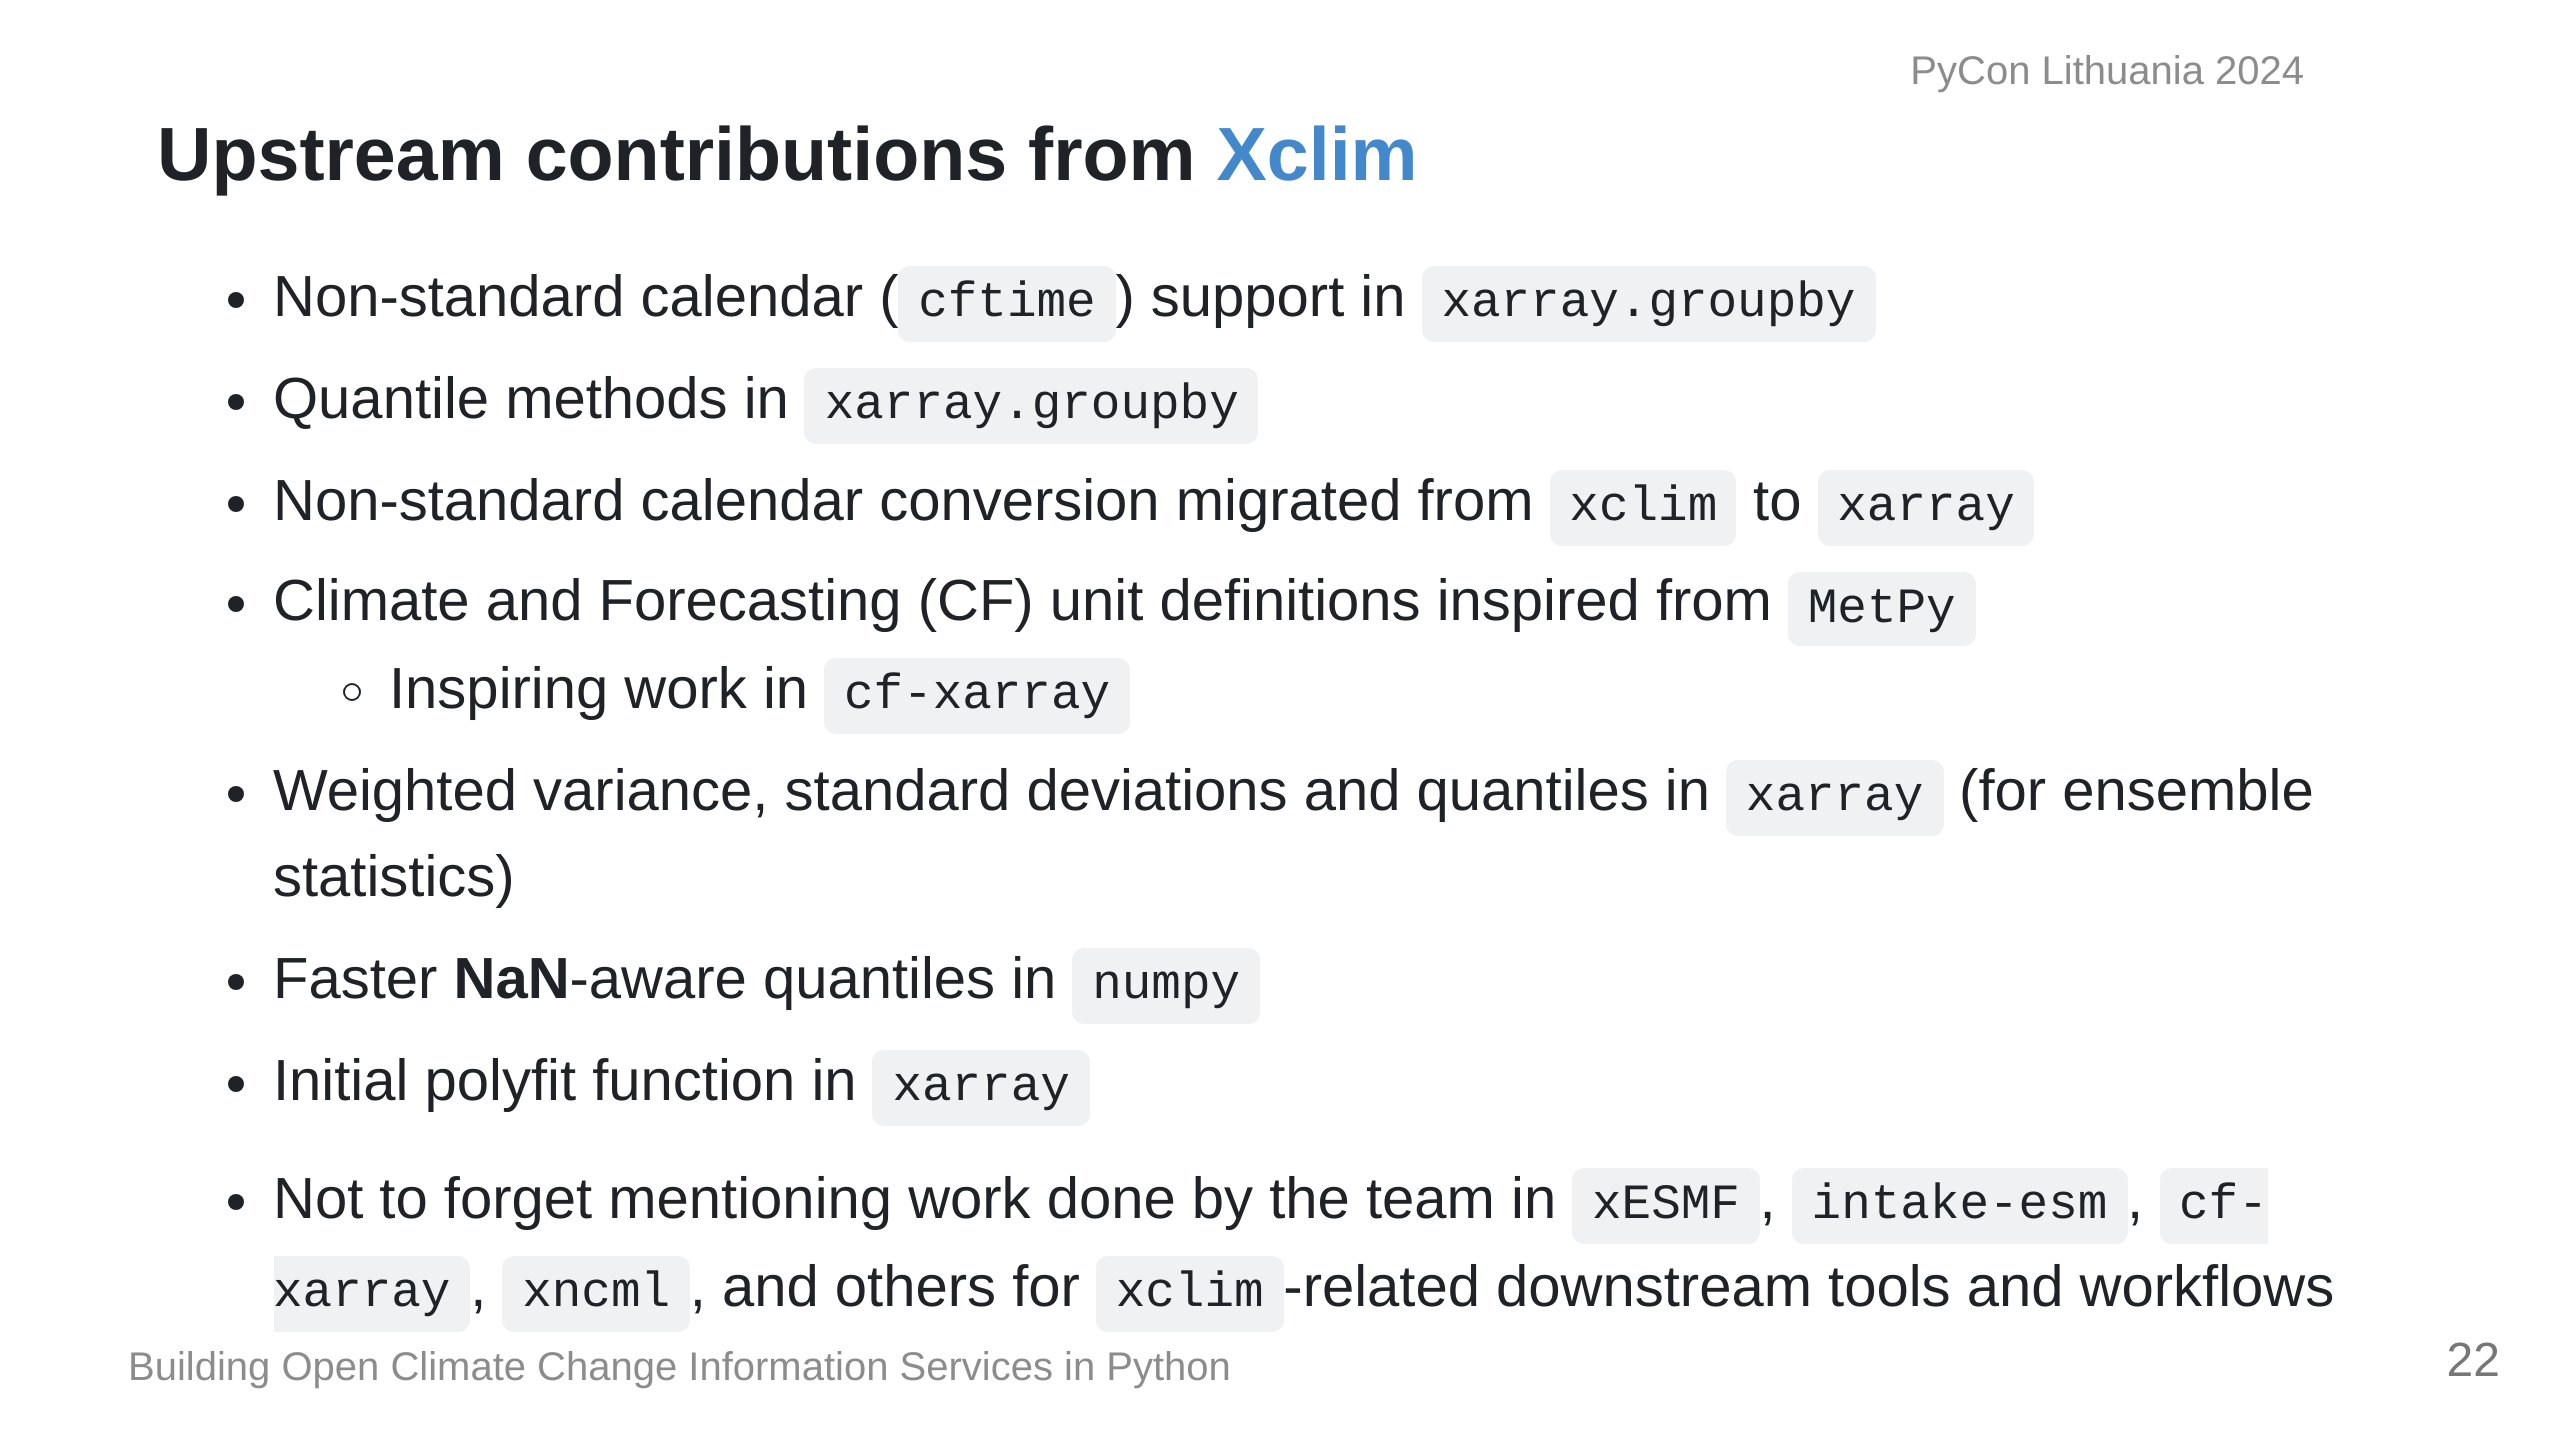 PyCon Lithuania 2024
Upstream contributions from Xclim
• Non-standard calendar (cftime) support in xarray.groupby
• Quantile methods in xarray.groupby
• Non-standard calendar conversion migrated from xclim to xarray
• Climate and Forecasting (CF) unit definitions inspired from MetPy
◦ Inspiring work in cf-xarray
• Weighted variance, standard deviations and quantiles in xarray (for ensemble
statistics)
• Faster NaN-aware quantiles in numpy
• Initial polyfit function in xarray
• Not to forget mentioning work done by the team in xESMF, intake-esm, cf-
xarray, xncml, and others for xclim-related downstream tools and workflows
Building Open Climate Change Information Services in Python
22